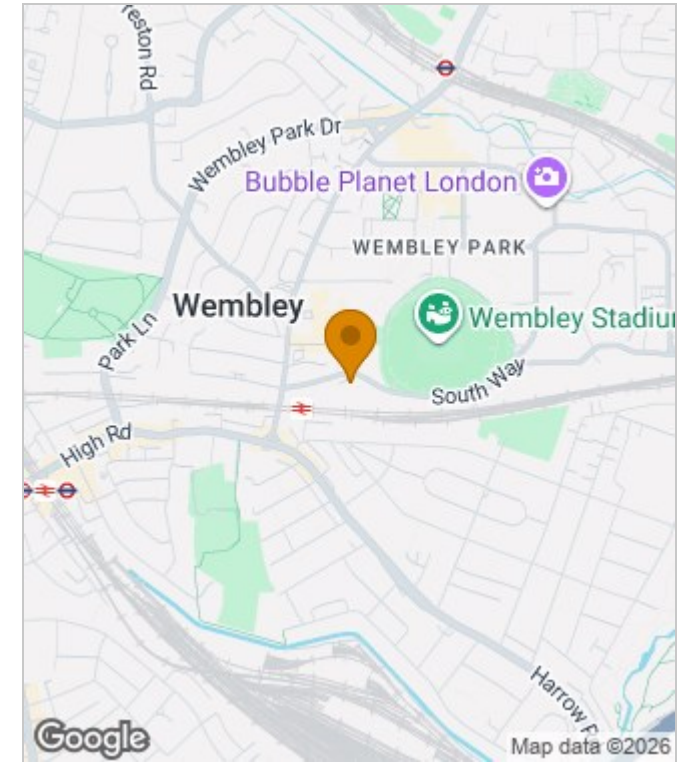 reston Rd
Wembley Park Dr
Bubble Planet London
WEMBLEY PARK
Wembley
Wembley Stadiu
Park Ln
South Way
High Rd
Harrow R
Google
Map data ©2026